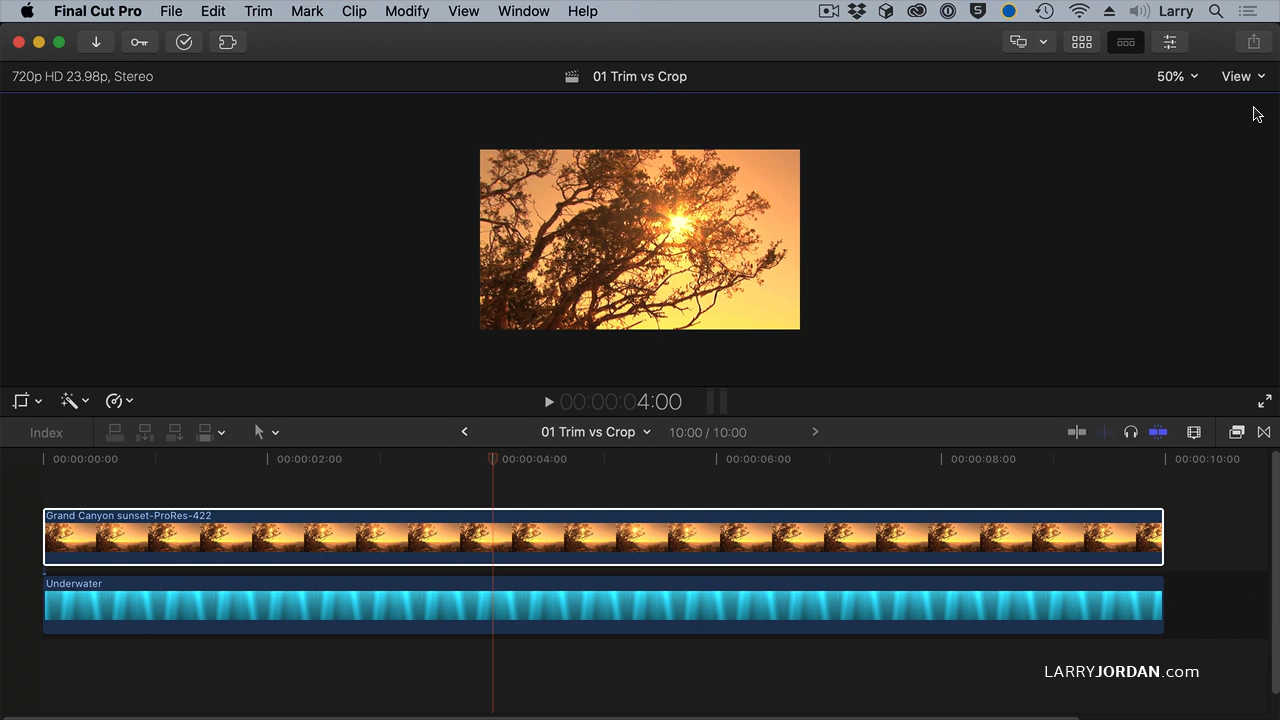 Final Cut Pro File Edit Trim Mark Clip Modify View Window Help Larry
720p HD 23.98p, Stereo 01 Trim vs Crop 50% View
00:00:04:00
Index 01 Trim vs Crop 10:00 / 10:00
00:00:00:00 00:00:02:00 00:00:04:00 00:00:06:00 00:00:08:00 00:00:10:00
Grand Canyon sunset-ProRes-422
Underwater
LARRYJORDAN.com